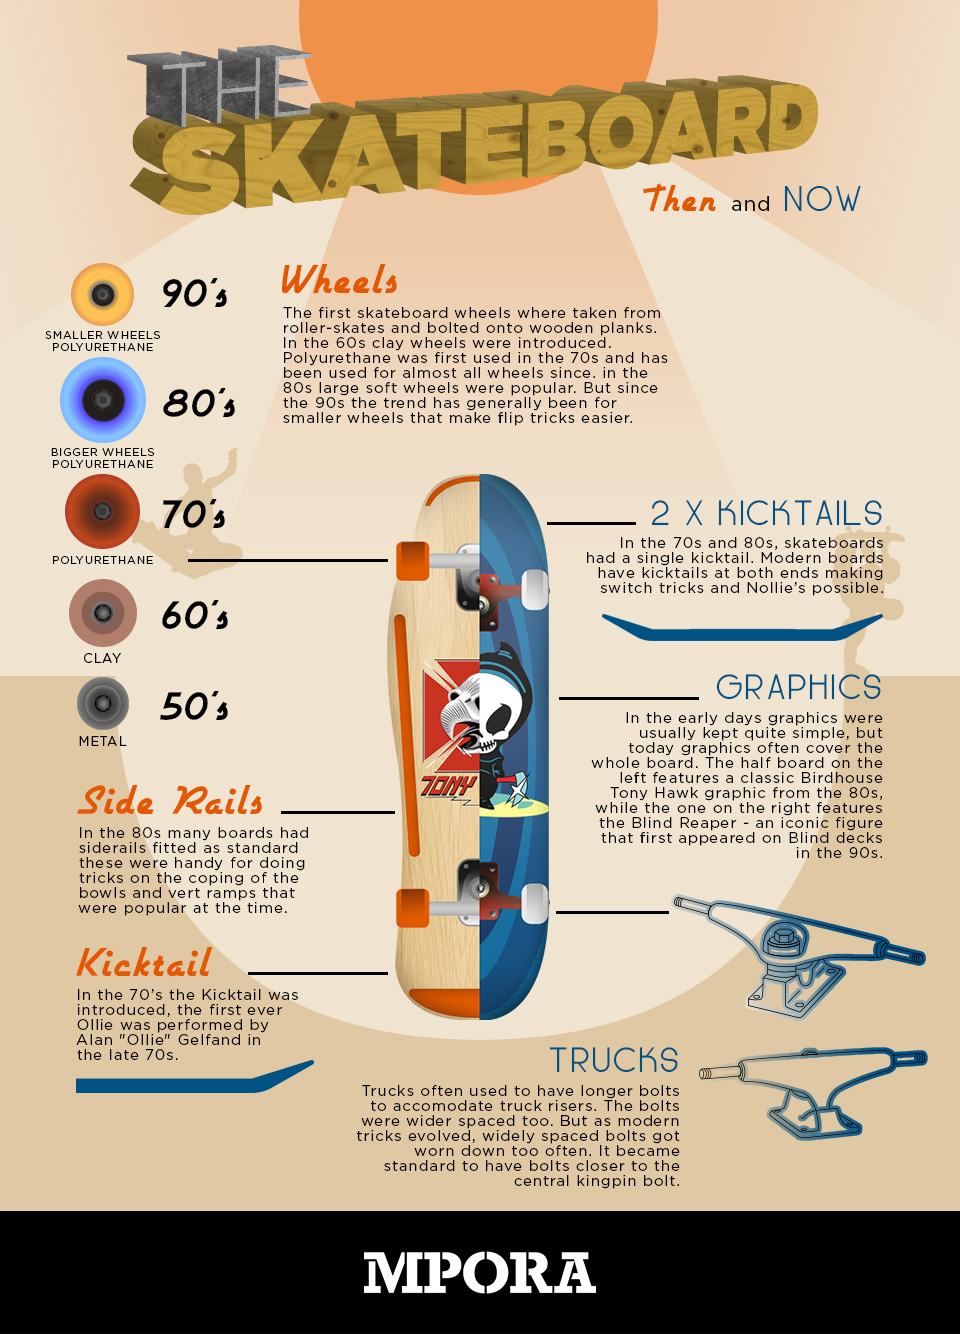 THE
SKATEBOARD
Then and NOW
90's
SMALLER WHEELS
POLYURETHANE
80's
BIGGER WHEELS
POLYURETHANE
70's
POLYURETHANE
60's
CLAY
50's
METAL
Wheels
The first skateboard wheels where taken from
roller-skates and bolted onto wooden planks.
In the 60s clay wheels were introduced.
Polyurethane was first used in the 70s and has
been used for almost all wheels since. in the
80s large soft wheels were popular. But since
the 90s the trend has generally been for
smaller wheels that make flip tricks easier.
2 X KICKTAILS
In the 70s and 80s, skateboards
had a single kicktail. Modern boards
have kicktails at both ends making
switch tricks and Nollie's possible.
GRAPHICS
In the early days graphics were
usually kept quite simple, but
today graphics often cover the
whole board. The half board on the
left features a classic Birdhouse
Tony Hawk graphic from the 80s,
while the one on the right features
the Blind Reaper - an iconic figure
that first appeared on Blind decks
in the 90s.
TONY
Side Rails
In the 80s many boards had
siderails fitted as standard
these were handy for doing
tricks on the coping of the
bowls and vert ramps that
were popular at the time.
Kicktail
In the 70's the Kicktail was
introduced, the first ever
Ollie was performed by
Alan "Ollie" Gelfand in
the late 70s.
TRUCKS
Trucks often used to have longer bolts
to accomodate truck risers. The bolts
were wider spaced too. But as modern
tricks evolved, widely spaced bolts got
worn down too often. It became
standard to have bolts closer to the
central kingpin bolt.
MPORA